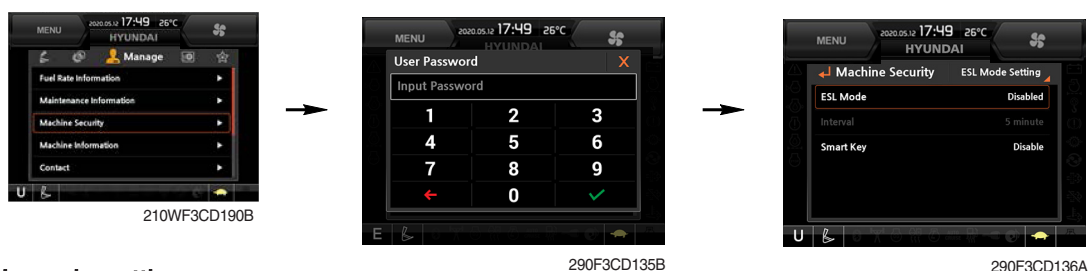 MENU
2020.05.12 17:49 26°C
HYUNDAI
Manage
Fuel Rate Information
Maintenance Information
Machine Security
Machine Information
Contact
U
210WF3CD190B
MENU
2020.05.12 17:49 26°C
HYUNDAI
User Password X
Input Password
1 2 3
4 5 6
7 8 9
0
E
290F3CD135B
MENU
2020.05.12 17:49 26°C
HYUNDAI
Machine Security ESL Mode Setting
ESL Mode Disabled
Interval 5 minute
Smart Key Disable
U
290F3CD136A